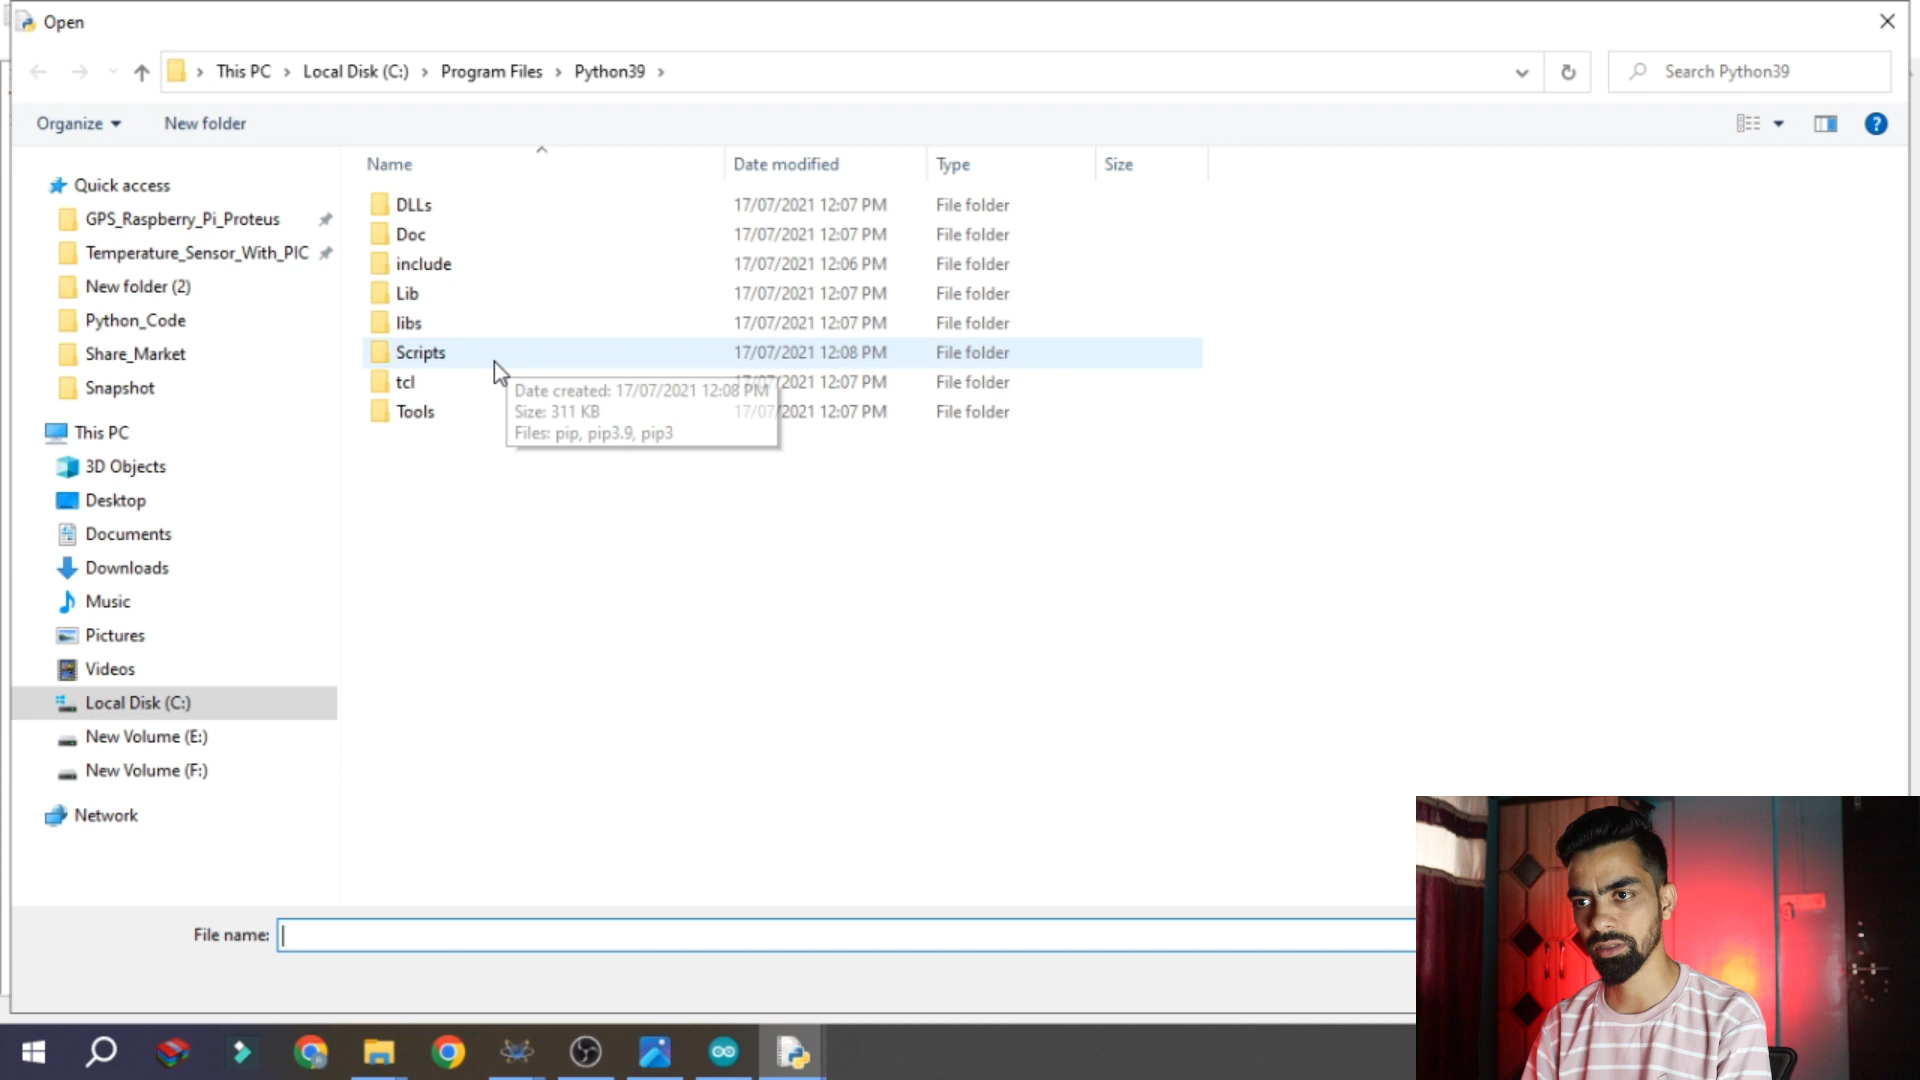 Open
This PC > Local Disk (C:) > Program Files > Python39 >
Search Python39
Organize
New folder
Name Date modified Type Size
Quick access
GPS_Raspberry_Pi_Proteus
Temperature_Sensor_With_PIC
New folder (2)
Python_Code
Share_Market
Snapshot
This PC
3D Objects
Desktop
Documents
Downloads
Music
Pictures
Videos
Local Disk (C:)
New Volume (E:)
New Volume (F:)
Network
DLLs 17/07/2021 12:07 PM File folder
Doc 17/07/2021 12:07 PM File folder
include 17/07/2021 12:06 PM File folder
Lib 17/07/2021 12:07 PM File folder
libs 17/07/2021 12:07 PM File folder
Scripts 17/07/2021 12:08 PM File folder
tcl 17/07/2021 12:07 PM File folder
Tools 17/07/2021 12:07 PM File folder
Date created: 17/07/2021 12:08 PM
Size: 311 KB
Files: pip, pip3.9, pip3
File name: